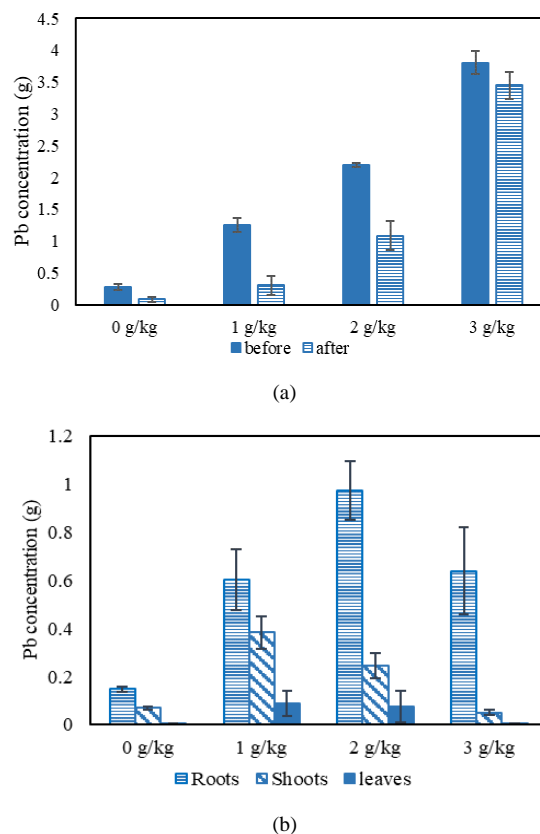 Pb concentration (g)
4.5
4
3.5
3
2.5
2
1.5
1
0.5
0
0 g/kg 1 g/kg 2 g/kg 3 g/kg
before after
(a)
Pb concentration (g)
1.2
1
0.8
0.6
0.4
0.2
0
0 g/kg 1 g/kg 2 g/kg 3 g/kg
Roots Shoots leaves
(b)